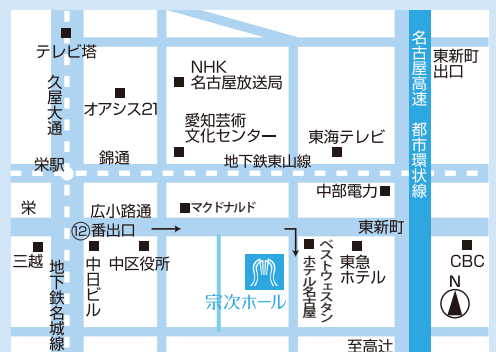 テレビ塔
久屋大通
オアシス21
NHK
名古屋放送局
愛知芸術
文化センター
東海テレビ
名古屋高速 都市環状線
東新町
出口
栄駅
錦通
地下鉄東山線
中部電力
栄
広小路通
マクドナルド
⑫番出口
東新町
三越
地下鉄名城線
中日ビル
中区役所
宗次ホール
ベストウェスタン
ホテル名古屋
東急
ホテル
CBC
N
至高辻